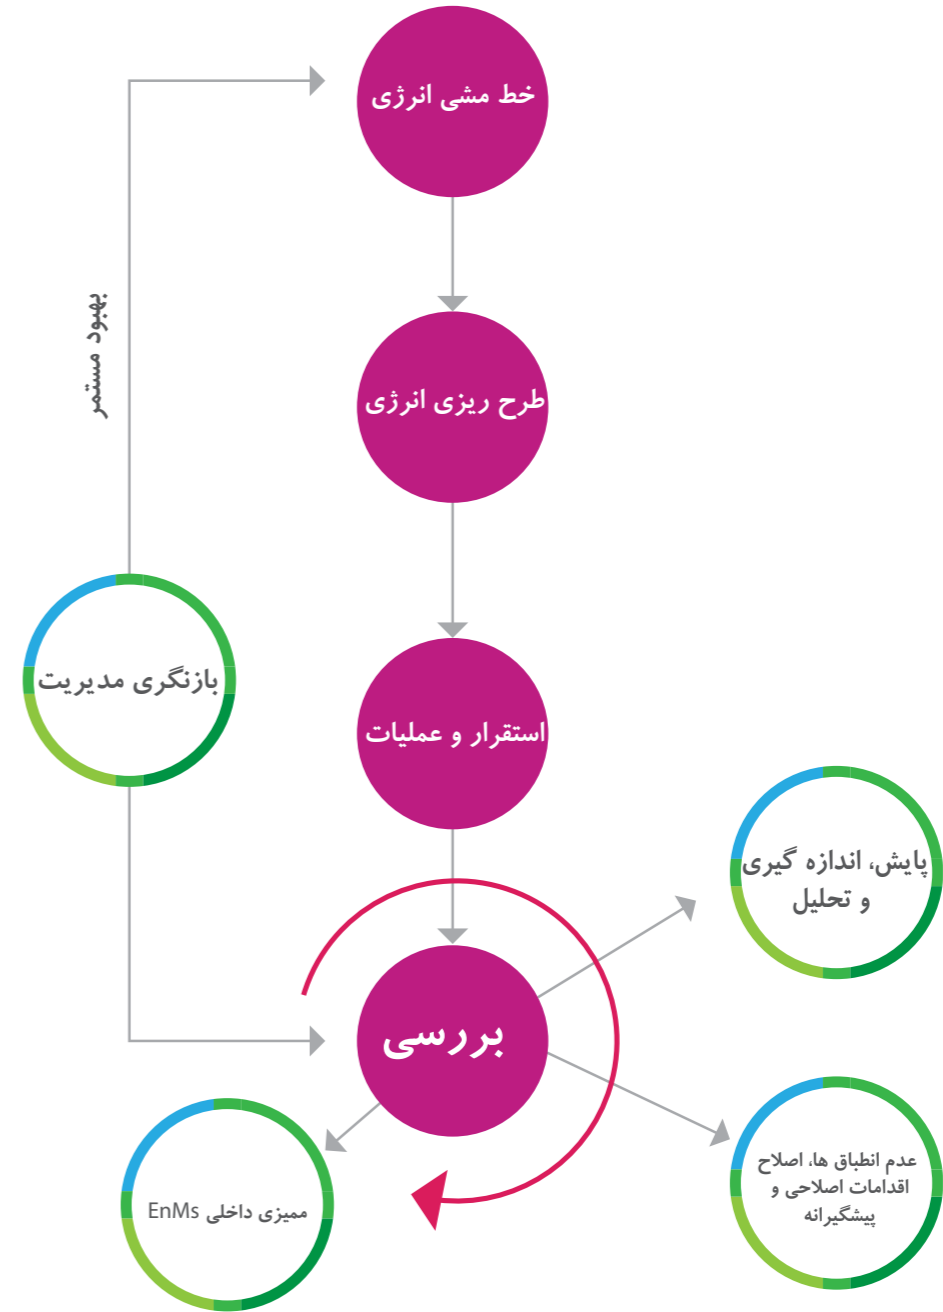 خط مشی انرژی
بهبود مستمر
طرح ریزی انرژی
بازنگری مدیریت
استقرار و عملیات
پایش، اندازه گیری
و تحلیل
بررسی
عدم انطباق ها، اصلاح
اقدامات اصلاحی و
پیشگیرانه
ممیزی داخلی EnMs